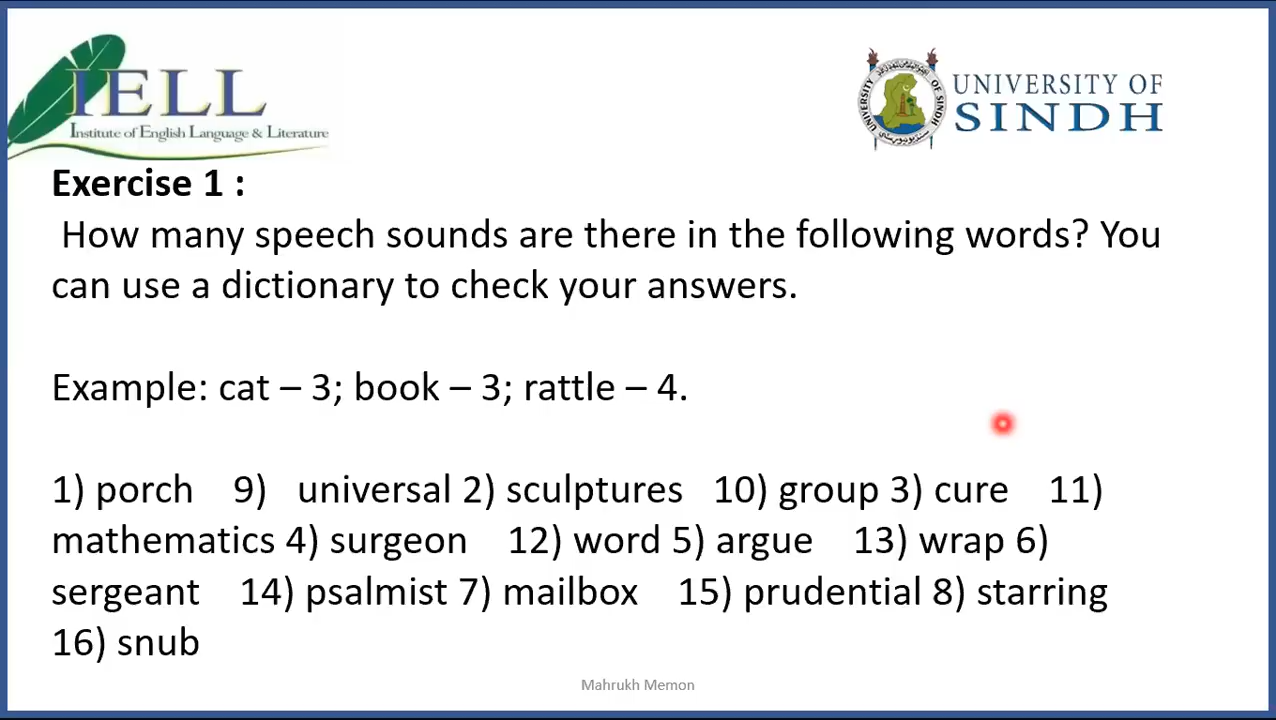 IELL
Institute of English Language & Literature
UNIVERSITY OF
SINDH
Exercise 1 :
How many speech sounds are there in the following words? You
can use a dictionary to check your answers.
Example: cat – 3; book – 3; rattle – 4.
1) porch 9) universal 2) sculptures 10) group 3) cure 11)
mathematics 4) surgeon 12) word 5) argue 13) wrap 6)
sergeant 14) psalmist 7) mailbox 15) prudential 8) starring
16) snub
Mahrukh Memon